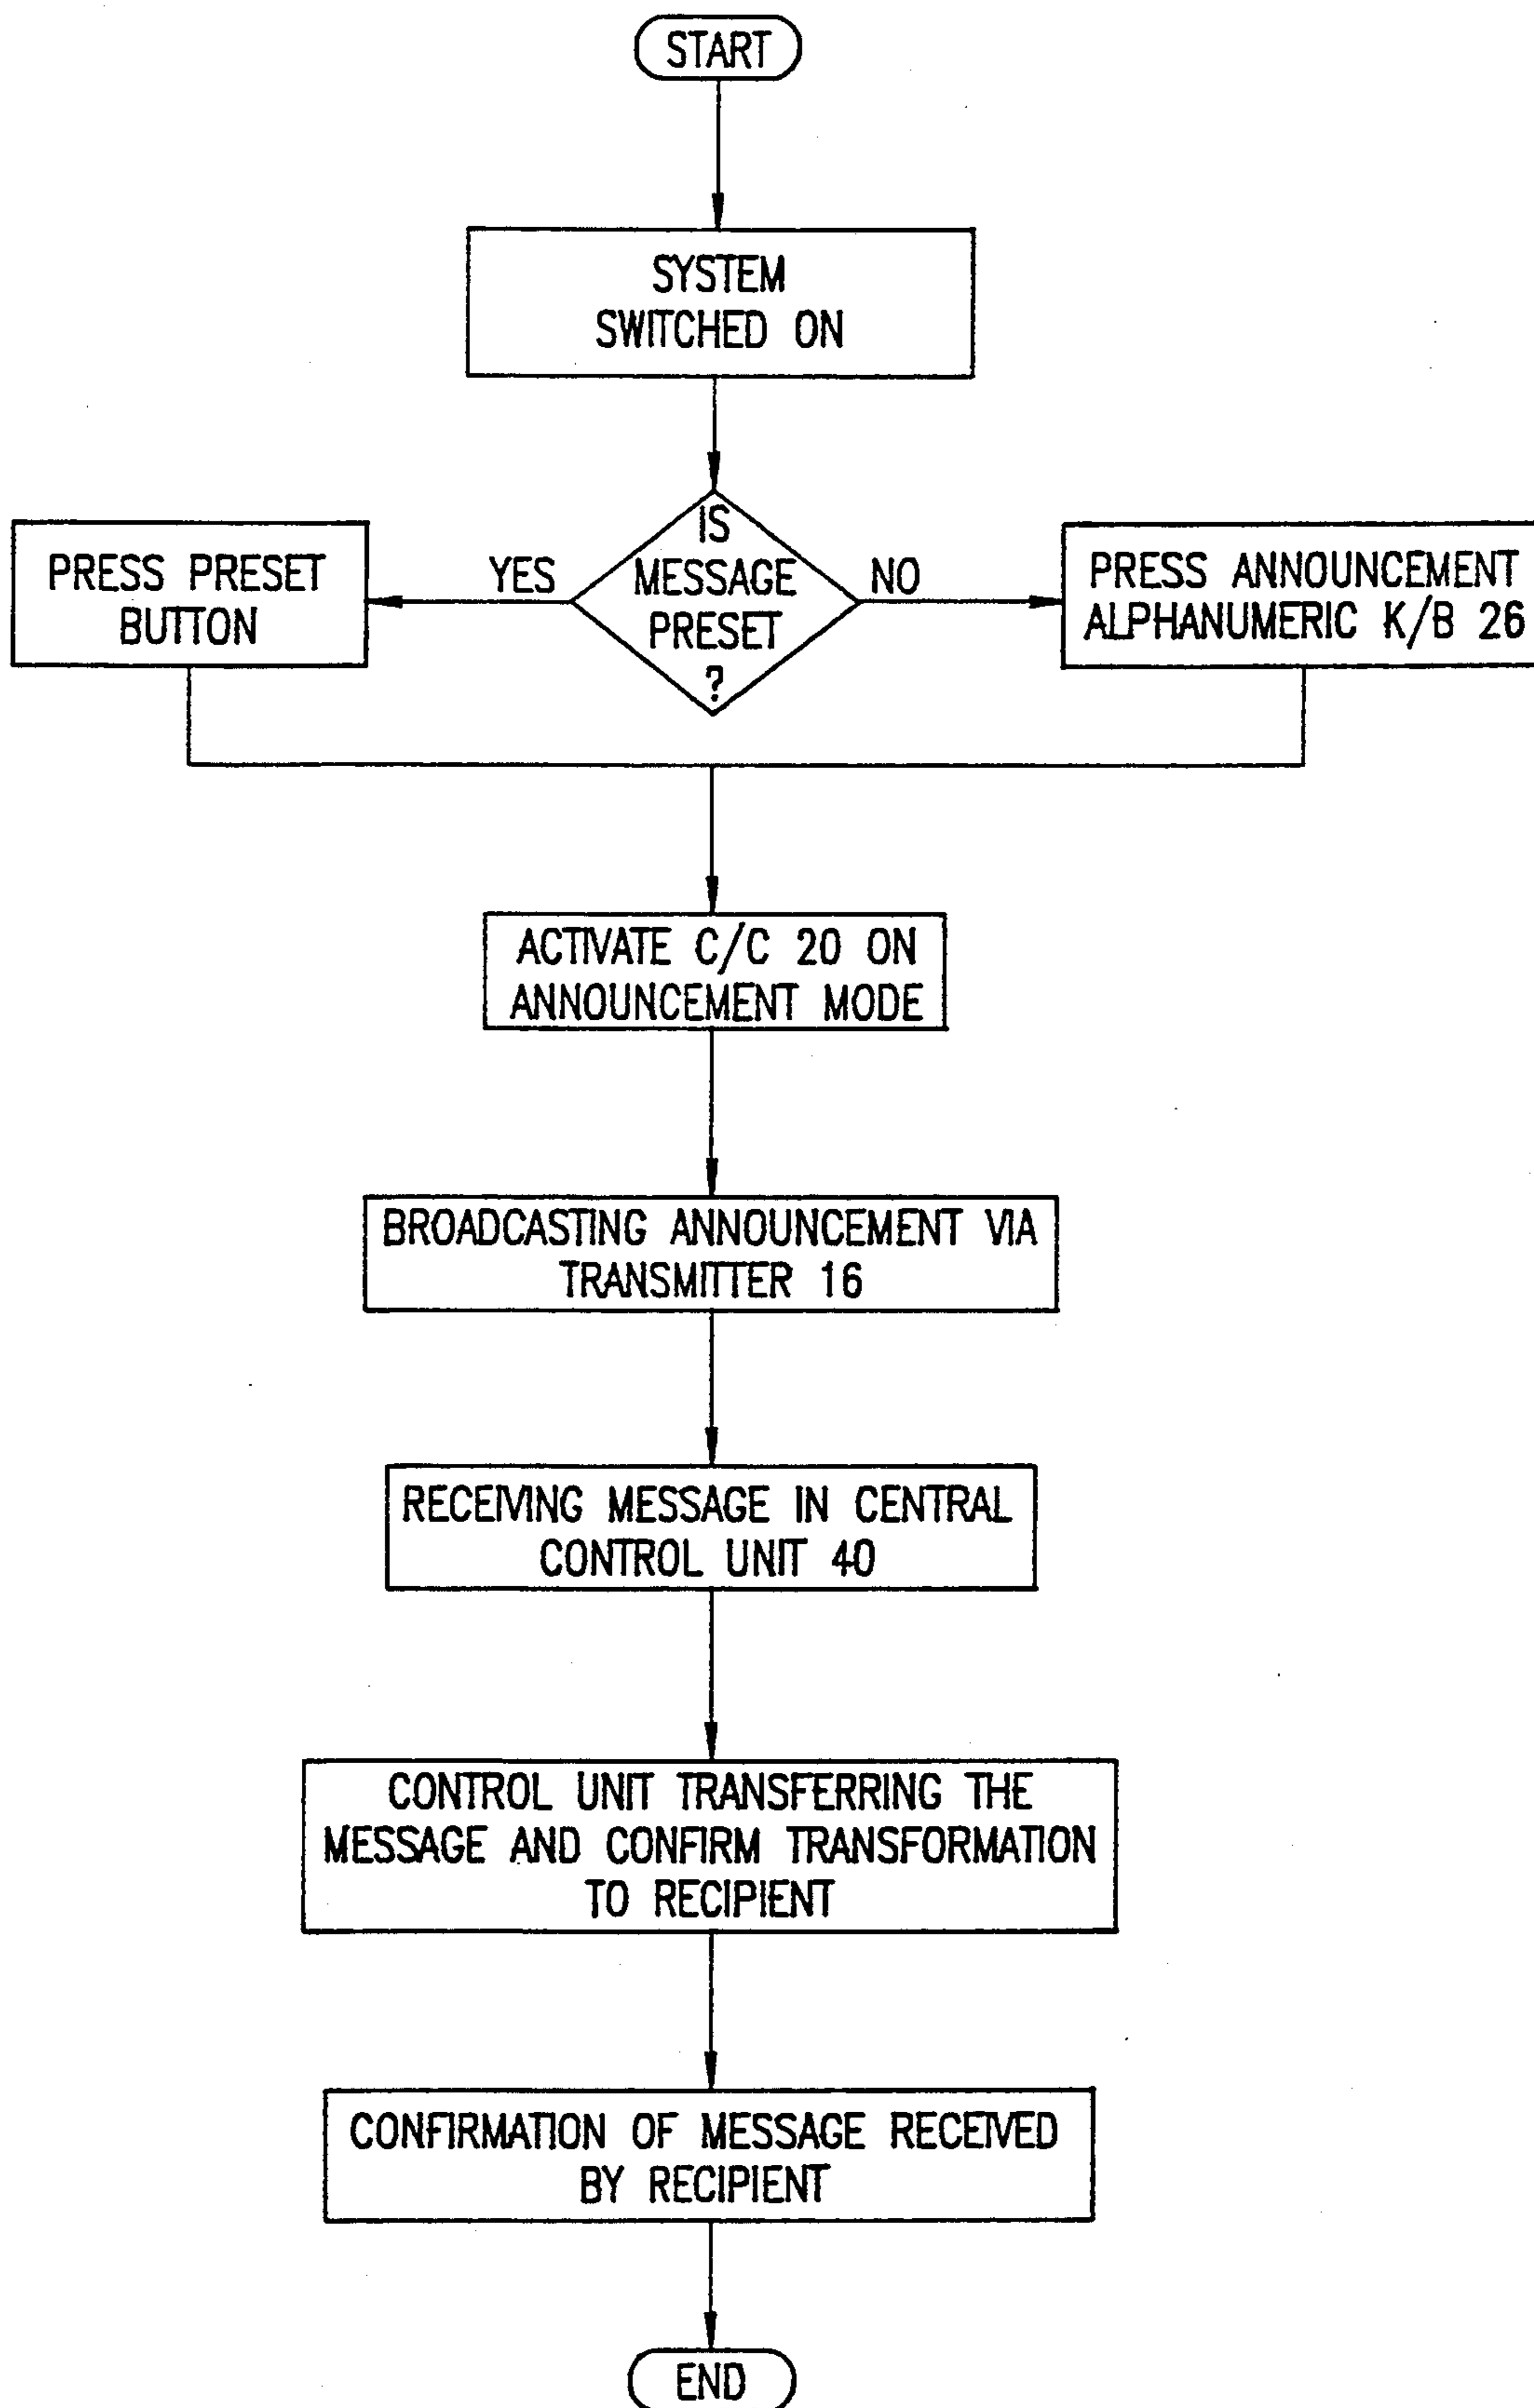 START
SYSTEM
SWITCHED ON
IS
MESSAGE
PRESET
?
YES
NO
PRESS PRESET
BUTTON
PRESS ANNOUNCEMENT
ALPHANUMERIC K/B 26
ACTIVATE C/C 20 ON
ANNOUNCEMENT MODE
BROADCASTING ANNOUNCEMENT VIA
TRANSMITTER 16
RECEIVING MESSAGE IN CENTRAL
CONTROL UNIT 40
CONTROL UNIT TRANSFERRING THE
MESSAGE AND CONFIRM TRANSFORMATION
TO RECIPIENT
CONFIRMATION OF MESSAGE RECEIVED
BY RECIPIENT
END